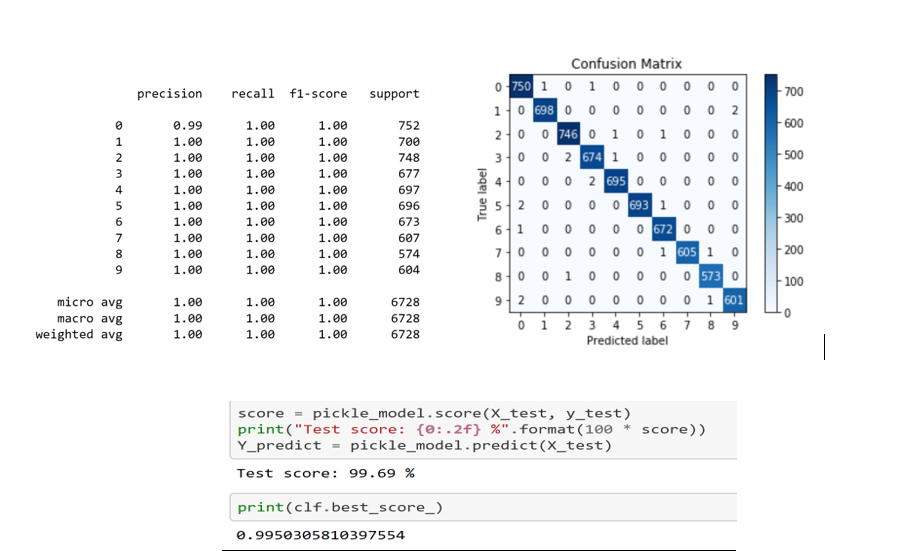 precision recall f1-score support
0 0.99 1.00 1.00 752
1 1.00 1.00 1.00 700
2 1.00 1.00 1.00 748
3 1.00 1.00 1.00 677
4 1.00 1.00 1.00 697
5 1.00 1.00 1.00 696
6 1.00 1.00 1.00 673
7 1.00 1.00 1.00 607
8 1.00 1.00 1.00 574
9 1.00 1.00 1.00 604
micro avg 1.00 1.00 1.00 6728
macro avg 1.00 1.00 1.00 6728
weighted avg 1.00 1.00 1.00 6728
Confusion Matrix
True label
0 750 1 0 1 0 0 0 0 0 0
1 0 698 0 0 0 0 0 0 0 2
2 0 0 746 0 1 0 1 0 0 0
3 0 0 2 674 1 0 0 0 0 0
4 0 0 0 2 695 0 0 0 0 0
5 2 0 0 0 0 693 1 0 0 0
6 1 0 0 0 0 0 672 0 0 0
7 0 0 0 0 0 0 1 605 1 0
8 0 0 1 0 0 0 0 0 573 0
9 2 0 0 0 0 0 0 0 1 601
0 1 2 3 4 5 6 7 8 9
Predicted label
700
600
500
400
300
200
100
0
score = pickle_model.score(X_test, y_test)
print("Test score: {0:.2f} %".format(100 * score))
Y_predict = pickle_model.predict(X_test)
Test score: 99.69 %
print(clf.best_score_)
0.9950305810397554